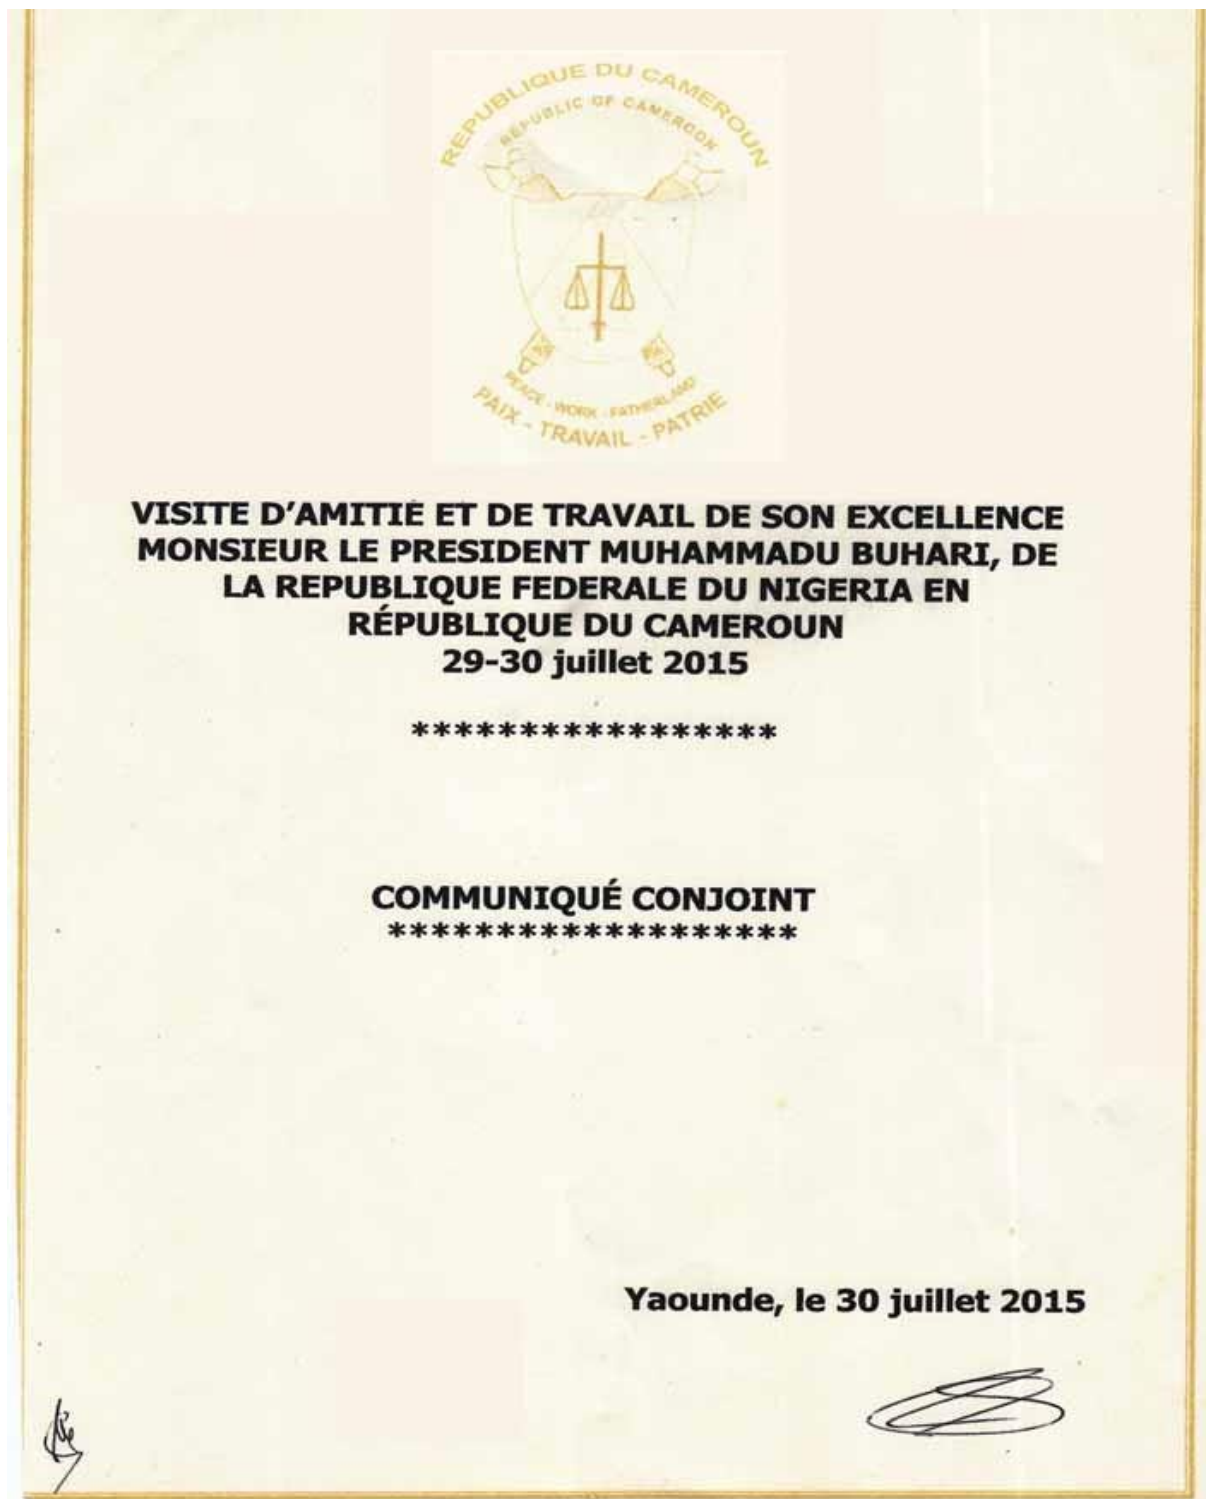 REPUBLIQUE DU CAMEROUN
REPUBLIC OF CAMEROON
PEACE - WORK - FATHERLAND
PAIX - TRAVAIL - PATRIE
VISITE D'AMITIE ET DE TRAVAIL DE SON EXCELLENCE
MONSIEUR LE PRESIDENT MUHAMMADU BUHARI, DE
LA REPUBLIQUE FEDERALE DU NIGERIA EN
RÉPUBLIQUE DU CAMEROUN
29-30 juillet 2015
*****************
COMMUNIQUÉ CONJOINT
*******************
Yaounde, le 30 juillet 2015